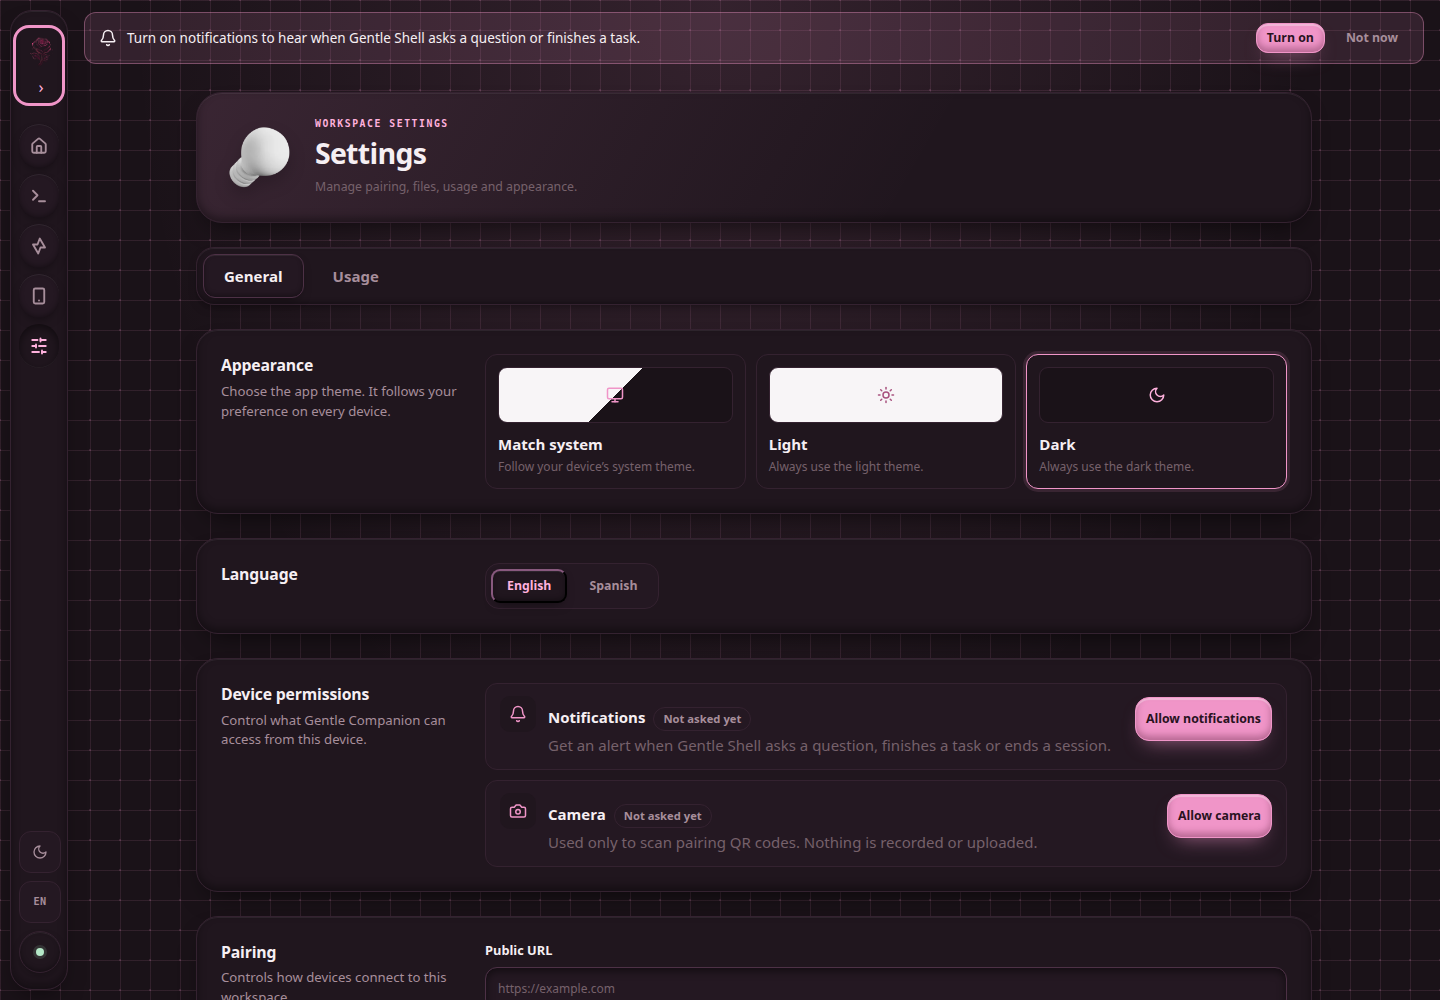 Turn on notifications to hear when Gentle Shell asks a question or finishes a task.
Turn on
Not now
WORKSPACE SETTINGS
Settings
Manage pairing, files, usage and appearance.
General
Usage
Appearance
Choose the app theme. It follows your
preference on every device.
Match system
Follow your device's system theme.
Light
Always use the light theme.
Dark
Always use the dark theme.
Language
English
Spanish
Device permissions
Control what Gentle Companion can
access from this device.
Notifications
Not asked yet
Get an alert when Gentle Shell asks a question, finishes a task or ends a session.
Allow notifications
Camera
Not asked yet
Used only to scan pairing QR codes. Nothing is recorded or uploaded.
Allow camera
EN
Pairing
Controls how devices connect to this
workspace.
Public URL
https://example.com